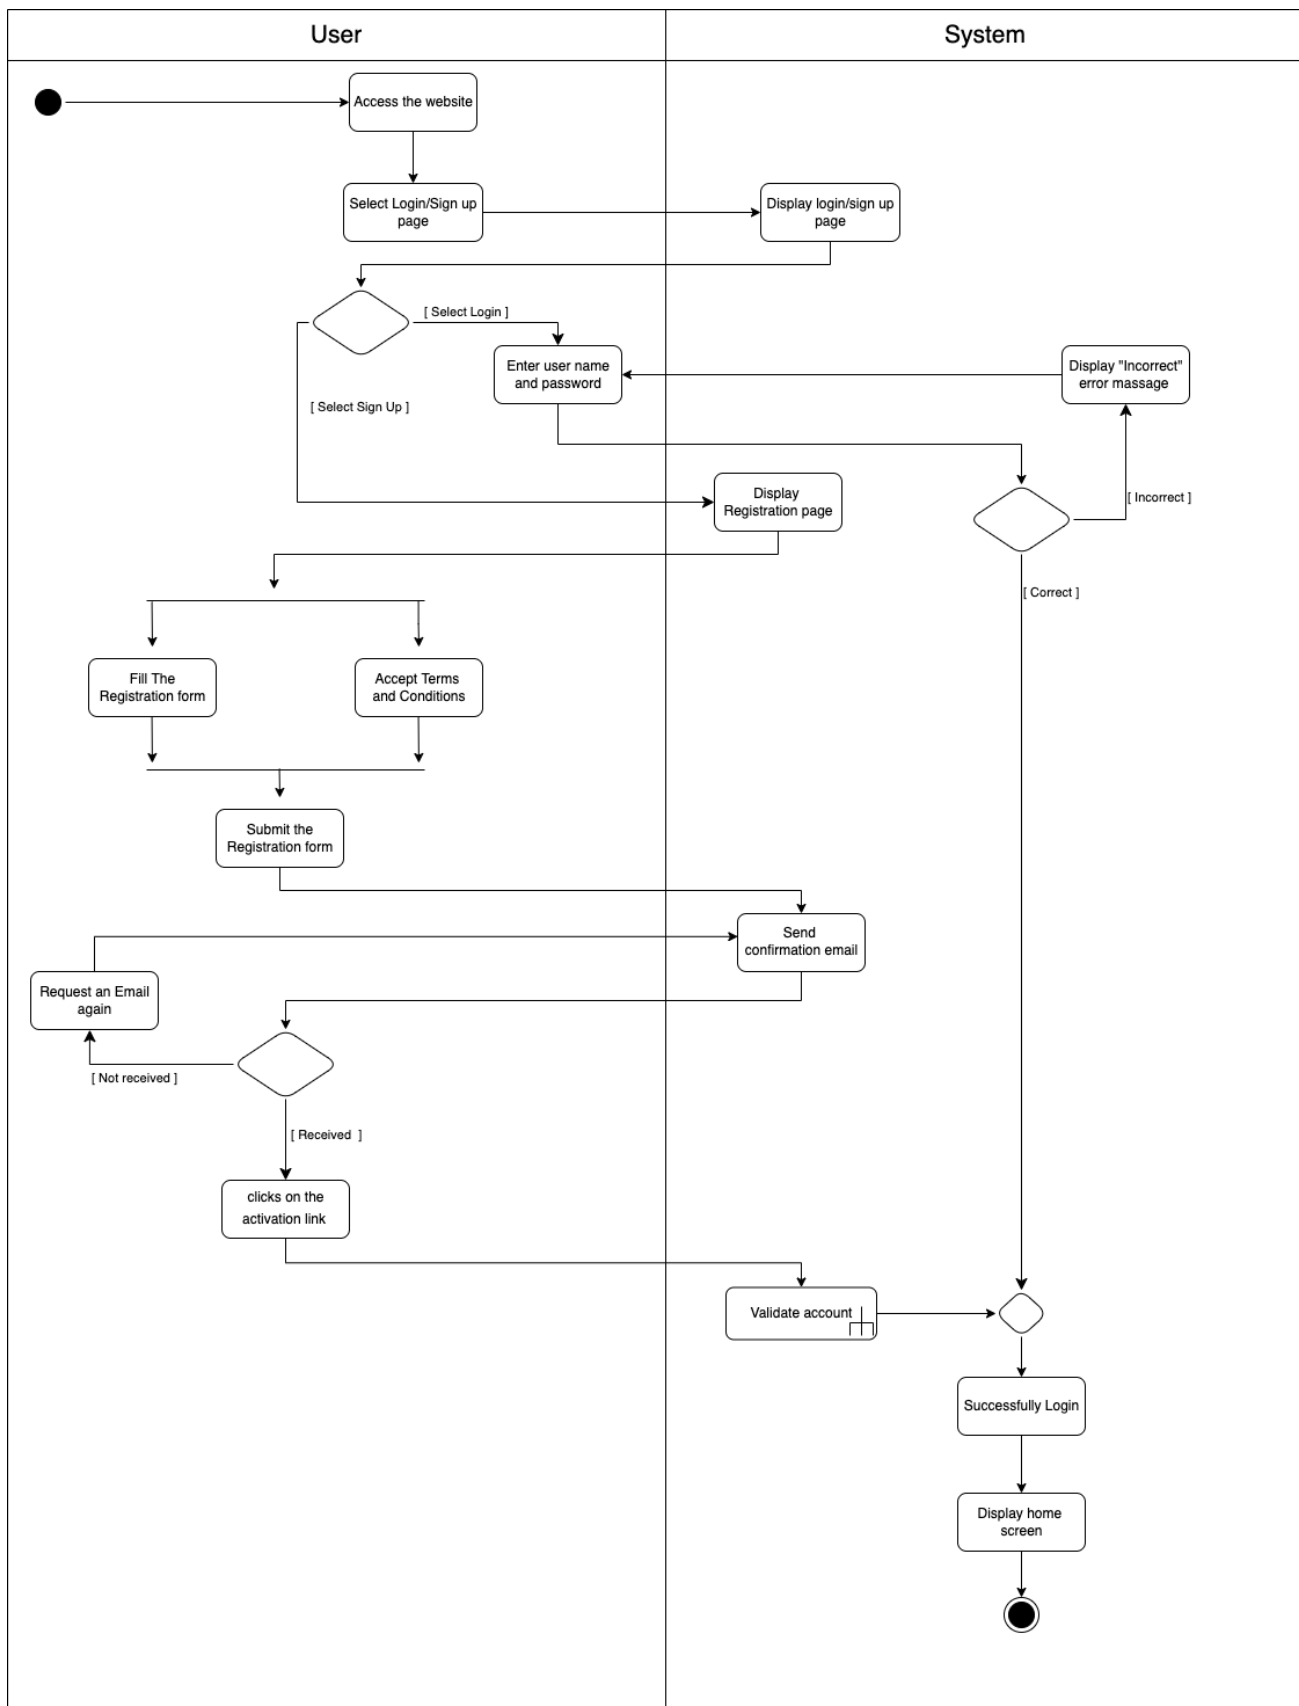 User
System
Access the website
Select Login/Sign up
page
Display login/sign up
page
[ Select Login ]
Enter user name
and password
Display "Incorrect"
error massage
[ Select Sign Up ]
Display
Registration page
[ Incorrect ]
[ Correct ]
Fill The
Registration form
Accept Terms
and Conditions
Submit the
Registration form
Send
confirmation email
Request an Email
again
[ Not received ]
[ Received  ]
clicks on the
activation link
Validate account
Successfully Login
Display home
screen